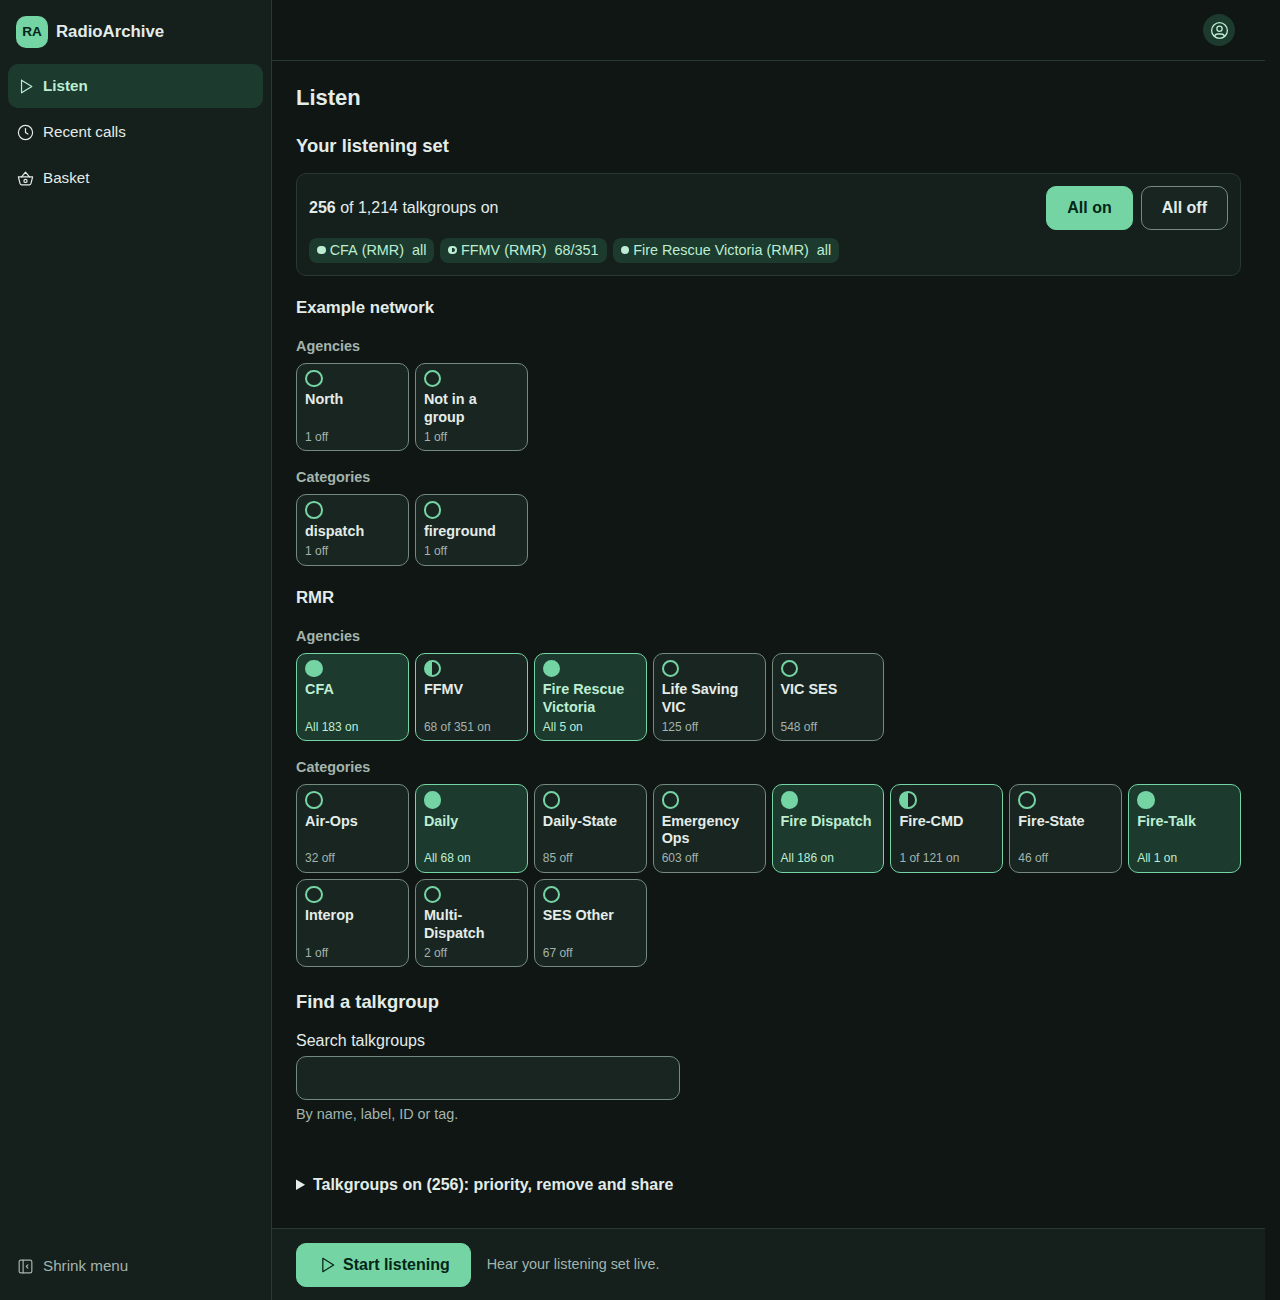 RA RadioArchive
Listen
Recent calls
Basket
Shrink menu
Listen
Your listening set
256 of 1,214 talkgroups on
All on
All off
CFA (RMR) all
FFMV (RMR) 68/351
Fire Rescue Victoria (RMR) all
Example network
Agencies
North
1 off
Not in a
group
1 off
Categories
dispatch
1 off
fireground
1 off
RMR
Agencies
CFA
All 183 on
FFMV
68 of 351 on
Fire Rescue
Victoria
All 5 on
Life Saving
VIC
125 off
VIC SES
548 off
Categories
Air-Ops
32 off
Daily
All 68 on
Daily-State
85 off
Emergency
Ops
603 off
Fire Dispatch
All 186 on
Fire-CMD
1 of 121 on
Fire-State
46 off
Fire-Talk
All 1 on
Interop
1 off
Multi-
Dispatch
2 off
SES Other
67 off
Find a talkgroup
Search talkgroups
By name, label, ID or tag.
Talkgroups on (256): priority, remove and share
Start listening
Hear your listening set live.